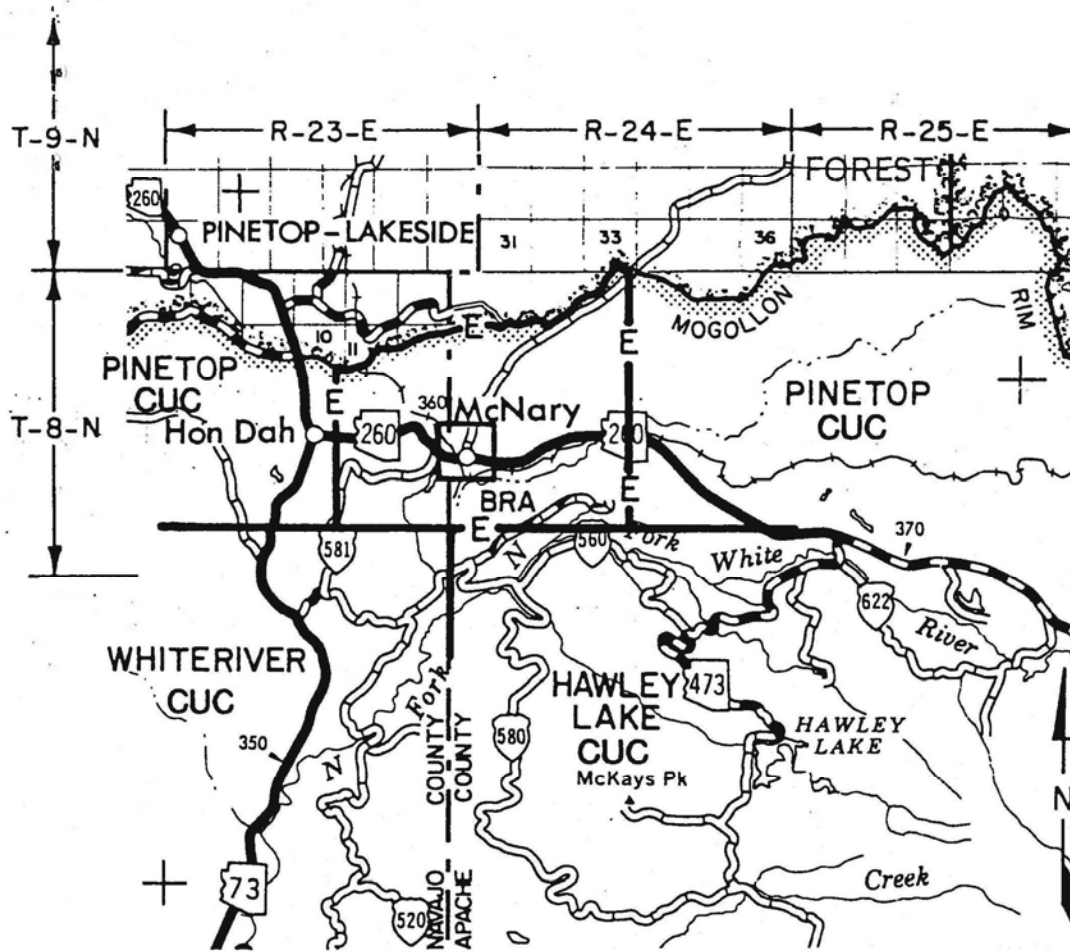 T-9-N
R-23-E
R-24-E
R-25-E
FOREST
260
PINETOP-LAKESIDE
31
33
36
MOGOLLON
RIM
E
10
11
PINETOP
CUC
E
E
PINETOP
CUC
T-8-N
360
McNary
Hon Dah
260
260
E
BRA
E
581
N
560
Fork
White
370
622
River
WHITERIVER
CUC
Fork
N
HAWLEY
LAKE
CUC
473
HAWLEY
LAKE
580
McKays Pk
350
COUNTY
COUNTY
NAVAJO
APACHE
N
73
520
Creek